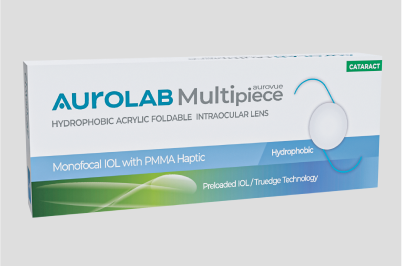 CATARACT
aurovue
AUROLAB Multipiece
HYDROPHOBIC ACRYLIC FOLDABLE INTRAOCULAR LENS
Monofocal IOL with PMMA Haptic
Hydrophobic
Preloaded IOL / Truedge Technology